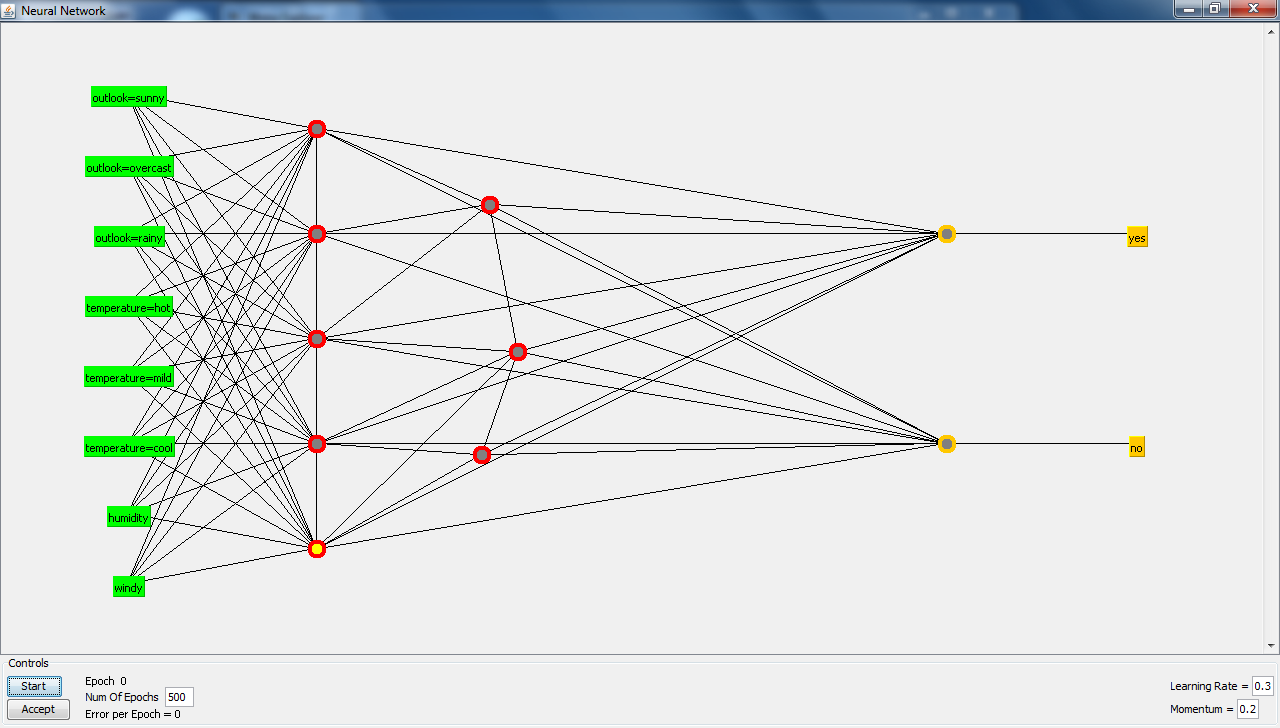 Neural Network
outlook=sunny
outlook=overcast
outlook=rainy
yes
temperature=hot
temperature=mild
temperature=cool
no
humidity
windy
Controls
Start
Accept
Epoch 0
Num Of Epochs 500
Error per Epoch = 0
Learning Rate = 0.3
Momentum = 0.2